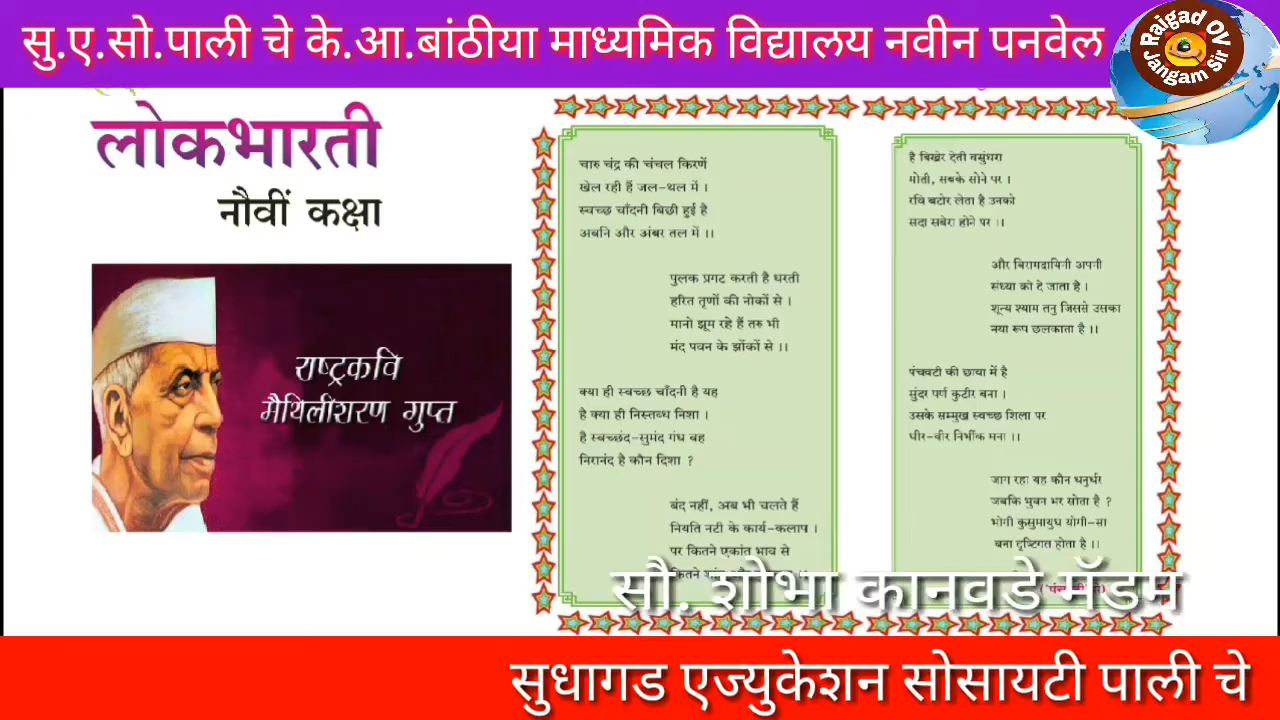 सु.ए.सो.पाली चे के.आ.बांठीया माध्यमिक विद्यालय नवीन पनवेल
Raigad OV
Jangam Sir
लोकभारती
नौवीं कक्षा
राष्ट्रकवि
मैथिलीशरण गुप्त
चारु चंद्र की चंचल किरणें
खेल रही हैं जल-थल में ।
स्वच्छ चाँदनी बिछी हुई है
अवनि और अंबर तल में ।।
पुलक प्रगट करती है धरती
हरित तृणों की नोकों से ।
मानो झूम रहे हैं तरु भी
मंद पवन के झोंकों से ।।
क्या ही स्वच्छ चाँदनी है यह
है क्या ही निस्तब्ध निशा ।
है स्वच्छंद-सुमंद गंध वह
निरानंद है कौन दिशा ?
बंद नहीं, अब भी चलते हैं
नियति नटी के कार्य-कलाप ।
पर कितने एकांत भाव से
कितने
है बिखेर देती वसुंधरा
मोती, सबके सोने पर ।
रवि बटोर लेता है उनको
सदा सबेरा होने पर ।।
और विरामदायिनी अपनी
संध्या को दे जाता है ।
शून्य श्याम तनु जिससे उसका
नया रूप छलकाता है ।।
पंचवटी की छाया में है
सुंदर पर्ण कुटीर बना ।
उसके सम्मुख स्वच्छ शिला पर
धीर-वीर निर्भीक मना ।।
जाग रहा यह कौन धनुर्धर
जबकि भुवन भर सोता है ?
भोगी कुसुमायुध योगी-सा
बना दृष्टिगत होता है ।।
सौ. शोभा कानवडे मॅडम
सुधागड एज्युकेशन सोसायटी पाली चे